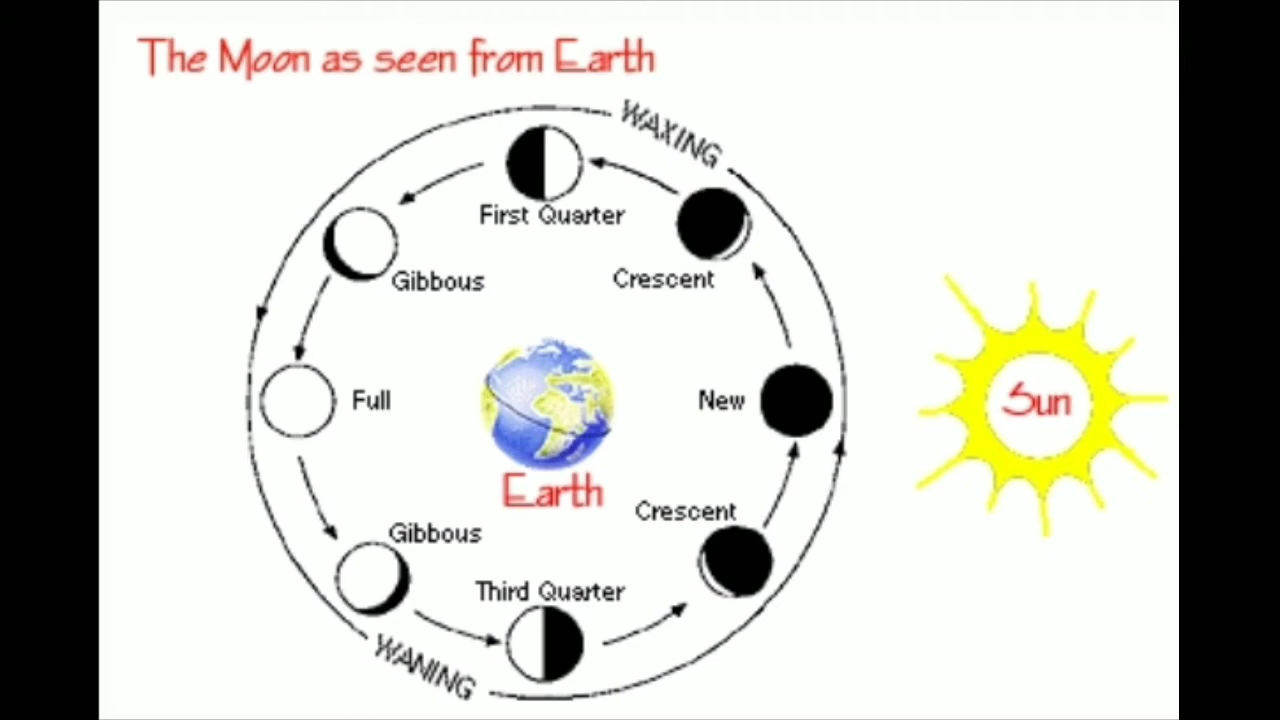 The Moon as seen from Earth
WAXING
First Quarter
Crescent
Gibbous
Full
New
Sun
Earth
Crescent
Gibbous
Third Quarter
WANING